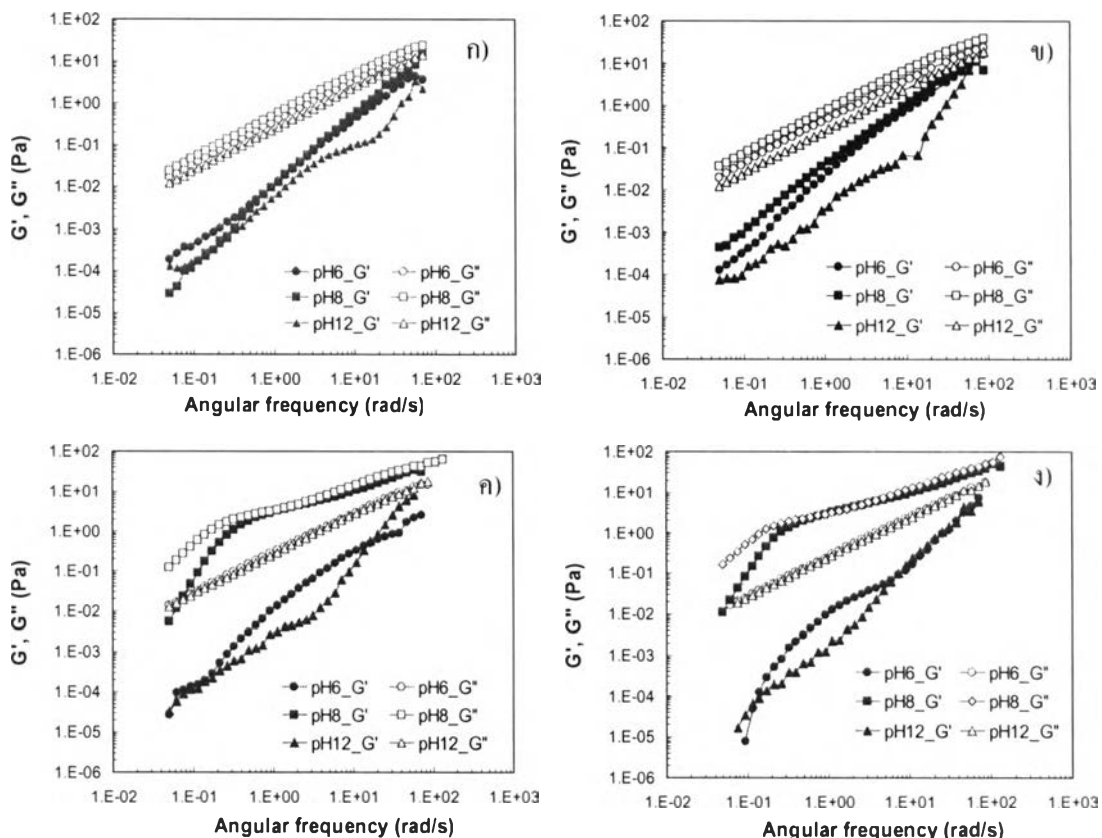 ก)
G', G" (Pa)
1.E+02
1.E+01
1.E+00
1.E-01
1.E-02
1.E-03
1.E-04
1.E-05
1.E-06
pH6_G' pH6_G"
pH8_G' pH8_G"
pH12_G' pH12_G"
1.E-02 1.E-01 1.E+00 1.E+01 1.E+02 1.E+03
Angular frequency (rad/s)
ข)
G', G" (Pa)
1.E+02
1.E+01
1.E+00
1.E-01
1.E-02
1.E-03
1.E-04
1.E-05
1.E-06
pH6_G' pH6_G"
pH8_G' pH8_G"
pH12_G' pH12_G"
1.E-02 1.E-01 1.E+00 1.E+01 1.E+02 1.E+03
Angular frequency (rad/s)
ค)
G', G" (Pa)
1.E+02
1.E+01
1.E+00
1.E-01
1.E-02
1.E-03
1.E-04
1.E-05
1.E-06
pH6_G' pH6_G"
pH8_G' pH8_G"
pH12_G' pH12_G"
1.E-02 1.E-01 1.E+00 1.E+01 1.E+02 1.E+03
Angular frequency (rad/s)
ง)
G', G" (Pa)
1.E+02
1.E+01
1.E+00
1.E-01
1.E-02
1.E-03
1.E-04
1.E-05
1.E-06
pH6_G' pH6_G"
pH8_G' pH8_G"
pH12_G' pH12_G"
1.E-02 1.E-01 1.E+00 1.E+01 1.E+02 1.E+03
Angular frequency (rad/s)